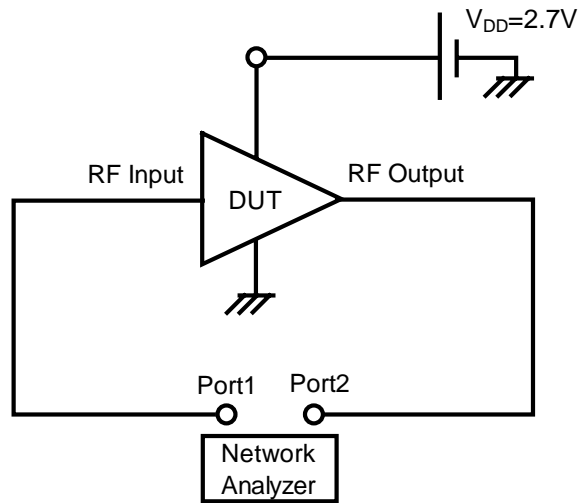 VDD=2.7V
RF Input
RF Output
DUT
Port1
Port2
Network
Analyzer